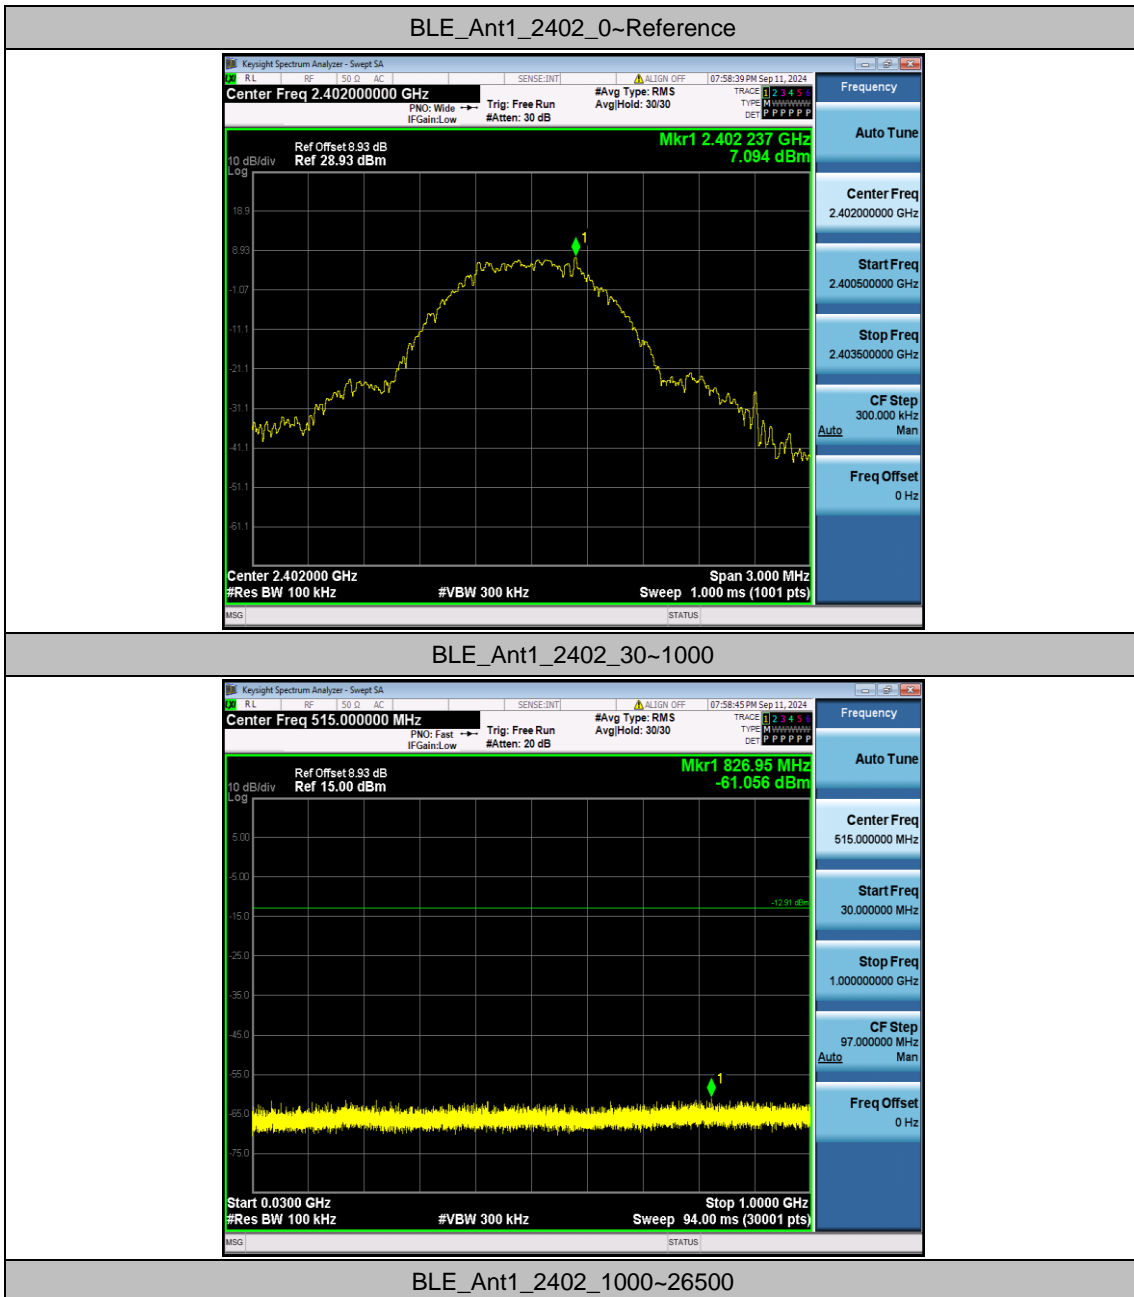 BLE_Ant1_2402_0~Reference
Keysight Spectrum Analyzer - Swept SA
RL RF 50 Ω AC SENSE:INT ALIGN OFF 07:58:39 PM Sep 11, 2024
Center Freq 2.402000000 GHz
PNO: Wide
IFGain:Low
Trig: Free Run
#Atten: 30 dB
#Avg Type: RMS
Avg|Hold: 30/30
TRACE 1 2 3 4 5 6
TYPE M WWWWW
DET P P P P P P
Frequency
Auto Tune
Center Freq
2.402000000 GHz
Start Freq
2.400500000 GHz
Stop Freq
2.403500000 GHz
CF Step
300.000 kHz
Auto Man
Freq Offset
0 Hz
Mkr1 2.402 237 GHz
7.094 dBm
Ref Offset 8.93 dB
10 dB/div Ref 28.93 dBm
Log
18.9
8.93
-1.07
-11.1
-21.1
-31.1
-41.1
-51.1
-61.1
1
Center 2.402000 GHz Span 3.000 MHz
#Res BW 100 kHz #VBW 300 kHz Sweep 1.000 ms (1001 pts)
MSG STATUS
BLE_Ant1_2402_30~1000
Keysight Spectrum Analyzer - Swept SA
RL RF 50 Ω AC SENSE:INT ALIGN OFF 07:58:45 PM Sep 11, 2024
Center Freq 515.000000 MHz
PNO: Fast
IFGain:Low
Trig: Free Run
#Atten: 20 dB
#Avg Type: RMS
Avg|Hold: 30/30
TRACE 1 2 3 4 5 6
TYPE M WWWWW
DET P P P P P P
Frequency
Auto Tune
Center Freq
515.000000 MHz
Start Freq
30.000000 MHz
Stop Freq
1.000000000 GHz
CF Step
97.000000 MHz
Auto Man
Freq Offset
0 Hz
Mkr1 826.95 MHz
-61.056 dBm
Ref Offset 8.93 dB
10 dB/div Ref 15.00 dBm
Log
5.00
-5.00
-12.91 dBm
-15.0
-25.0
-35.0
-45.0
-55.0
-65.0
-75.0
1
Start 0.0300 GHz Stop 1.0000 GHz
#Res BW 100 kHz #VBW 300 kHz Sweep 94.00 ms (30001 pts)
MSG STATUS
BLE_Ant1_2402_1000~26500